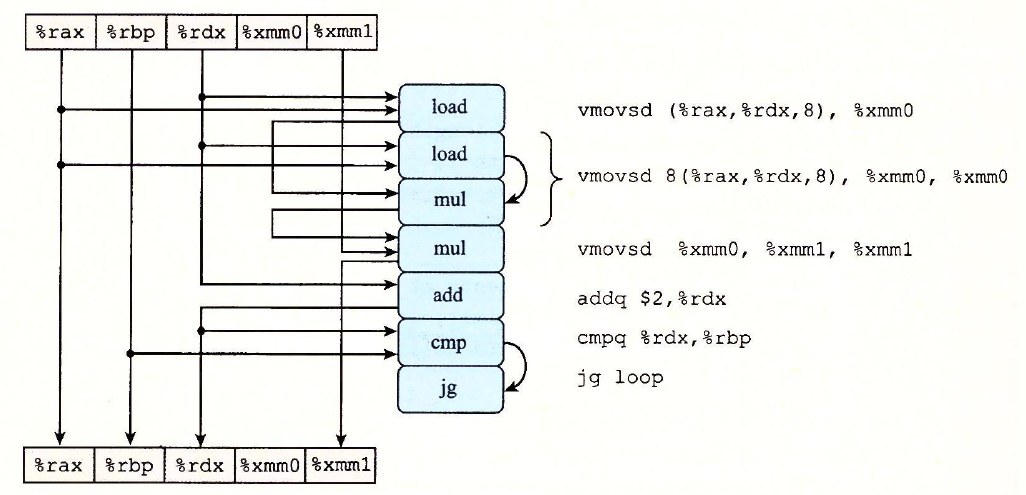 %rax %rbp %rdx %xmm0 %xmm1
load
vmovsd (%rax,%rdx,8), %xmm0
load
vmovsd 8(%rax,%rdx,8), %xmm0, %xmm0
mul
mul
vmovsd %xmm0, %xmm1, %xmm1
add
addq $2,%rdx
cmp
cmpq %rdx,%rbp
jg
jg loop
%rax %rbp %rdx %xmm0 %xmm1